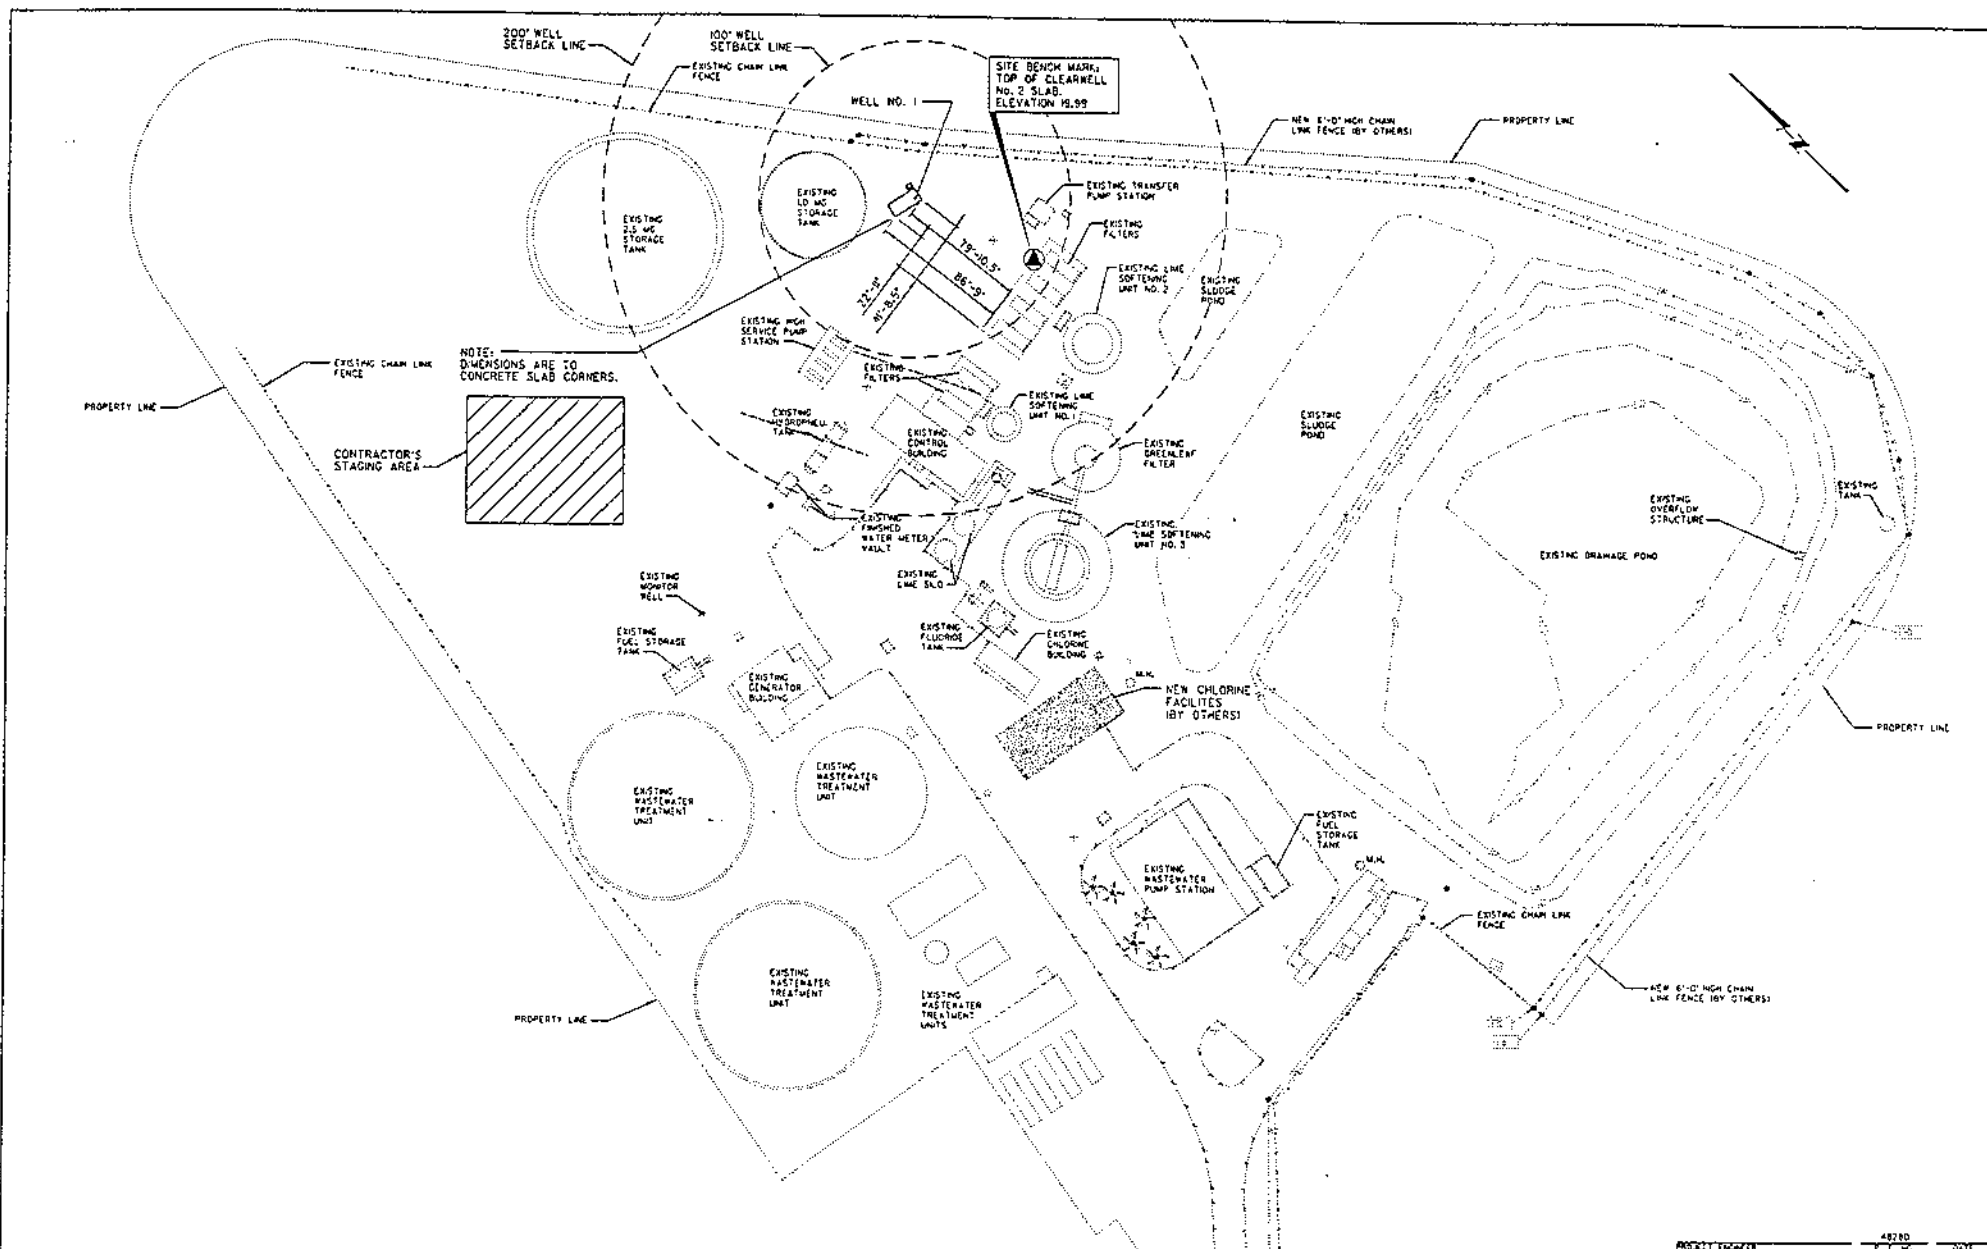 200' WELL
SETBACK LINE
100' WELL
SETBACK LINE
EXISTING CHAIN LINK
FENCE
WELL NO. 1
SITE BENCH MARK:
TOP OF CLEARWELL
No. 2 SLAB.
ELEVATION 19.99
NEW 6'-0" HIGH CHAIN
LINK FENCE (BY OTHERS)
PROPERTY LINE
N
EXISTING TRANSFER
PUMP STATION
EXISTING
FILTERS
EXISTING
2.5 MG
STORAGE
TANK
EXISTING
1.0 MG
STORAGE
TANK
79'-10.5"
86'-9"
41'-8.5"
EXISTING LIME
SOFTENING
UNIT NO. 2
EXISTING
SLUDGE
POND
EXISTING HIGH
SERVICE PUMP
STATION
NOTE:
DIMENSIONS ARE TO
CONCRETE SLAB CORNERS.
EXISTING CHAIN LINK
FENCE
PROPERTY LINE
EXISTING
FILTERS
EXISTING LIME
SOFTENING
UNIT NO. 1
EXISTING
HYDROPNEU.
TANK
EXISTING
CONTROL
BUILDING
EXISTING
GREENLEAF
FILTER
EXISTING
SLUDGE
POND
CONTRACTOR'S
STAGING AREA
EXISTING
FINISHED
WATER METER
VAULT
EXISTING
LIME SOFTENING
UNIT NO. 3
EXISTING
OVERFLOW
STRUCTURE
EXISTING
TANK
EXISTING DRAINAGE POND
EXISTING
LIME SILO
EXISTING
MONITOR
WELL
EXISTING
FUEL STORAGE
TANK
EXISTING
FLUORIDE
TANK
EXISTING
CHLORINE
BUILDING
EXISTING
GENERATOR
BUILDING
M.H.
NEW CHLORINE
FACILITES
(BY OTHERS)
PROPERTY LINE
EXISTING
WASTEWATER
TREATMENT
UNIT
EXISTING
WASTEWATER
TREATMENT
UNIT
EXISTING
FUEL
STORAGE
TANK
M.H.
EXISTING
WASTEWATER
PUMP STATION
EXISTING CHAIN LINK
FENCE
EXISTING
WASTEWATER
TREATMENT
UNIT
EXISTING
WASTEWATER
TREATMENT
UNITS
NEW 6'-0" HIGH CHAIN
LINK FENCE (BY OTHERS)
PROPERTY LINE
PROJECT ENGINEER
DATE